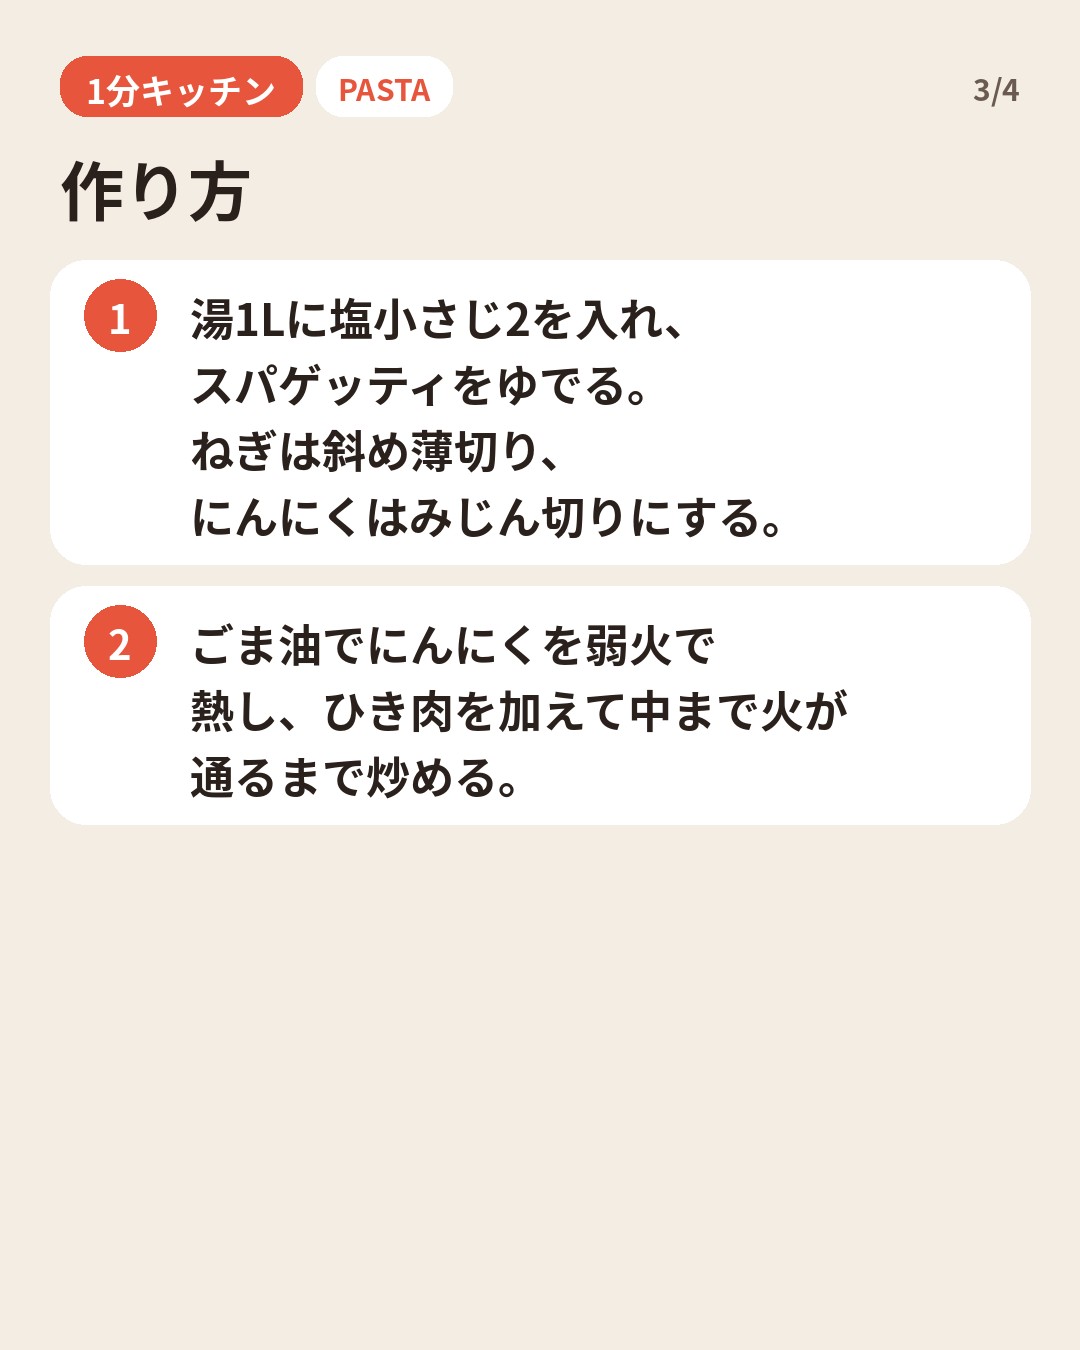 1分キッチン PASTA 3/4
作り方
1 湯1Lに塩小さじ2を入れ、
スパゲッティをゆでる。
ねぎは斜め薄切り、
にんにくはみじん切りにする。
2 ごま油でにんにくを弱火で
熱し、ひき肉を加えて中まで火が
通るまで炒める。